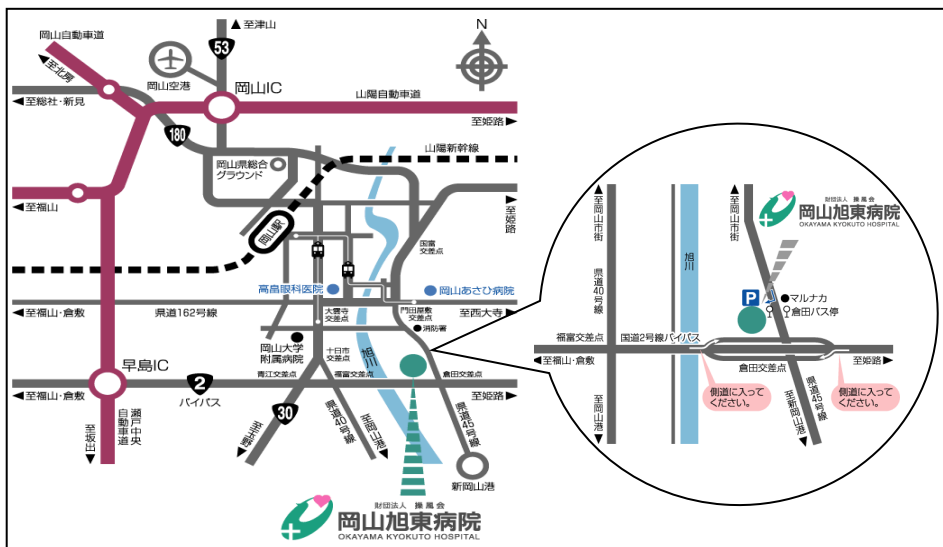 岡山自動車道
▲至津山
53
N
◀至北房
岡山空港
岡山IC
山陽自動車道
◀至総社・新見
至姫路▶
180
山陽新幹線
岡山県総合
グラウンド
◀至福山
岡山駅
至姫路▶
国富
交差点
高畠眼科医院
岡山あさひ病院
◀至福山・倉敷
県道162号線
大雲寺
交差点
門田屋敷
交差点
至西大寺▶
消防署
岡山大学
附属病院
十日市
交差点
旭川
早島IC
青江交差点
福富交差点
倉田交差点
◀至福山・倉敷
2
バイパス
至姫路▶
30
瀬戸中央
自動車道
至坂出▶
◀至玉野
県道40号線
至岡山港▶
県道45号線
新岡山港
財団法人 操風会
岡山旭東病院
OKAYAMA KYOKUTO HOSPITAL
至岡山市街▶
旭川
至岡山市街▶
財団法人 操風会
岡山旭東病院
OKAYAMA KYOKUTO HOSPITAL
県道40号線
P
マルナカ
倉田バス停
福富交差点
国道2号線バイパス
◀至福山・倉敷
倉田交差点
至姫路▶
側道に入って
ください。
側道に入って
ください。
◀至岡山港
県道45号線
至新岡山港▶